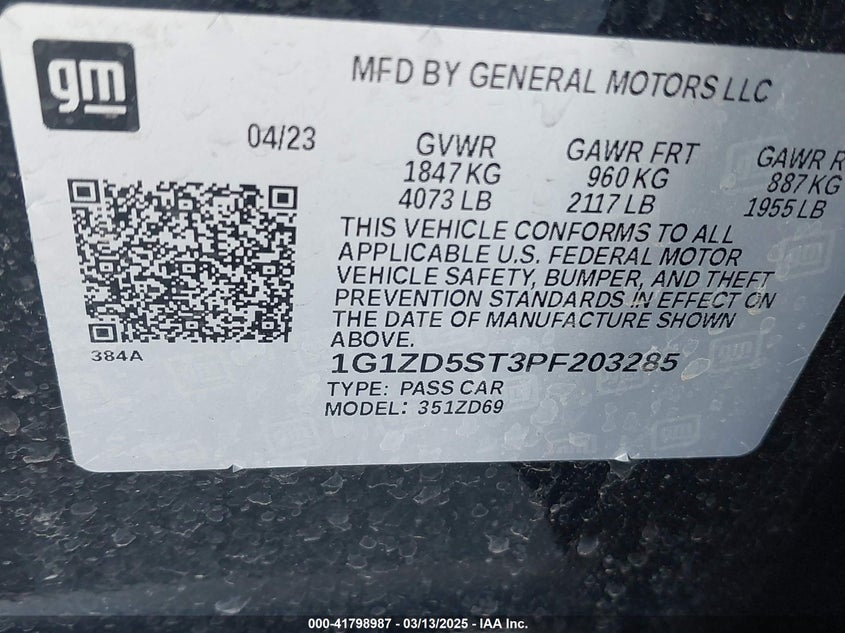 gm
MFD BY GENERAL MOTORS LLC
04/23
GVWR GAWR FRT GAWR R
1847 KG 960 KG 887 KG
4073 LB 2117 LB 1955 LB
THIS VEHICLE CONFORMS TO ALL
APPLICABLE U.S. FEDERAL MOTOR
VEHICLE SAFETY, BUMPER, AND THEFT
PREVENTION STANDARDS IN EFFECT ON
THE DATE OF MANUFACTURE SHOWN
ABOVE.
384A
1G1ZD5ST3PF203285
TYPE: PASS CAR
MODEL: 351ZD69
000-41798987 — 03/13/2025 — IAA Inc.